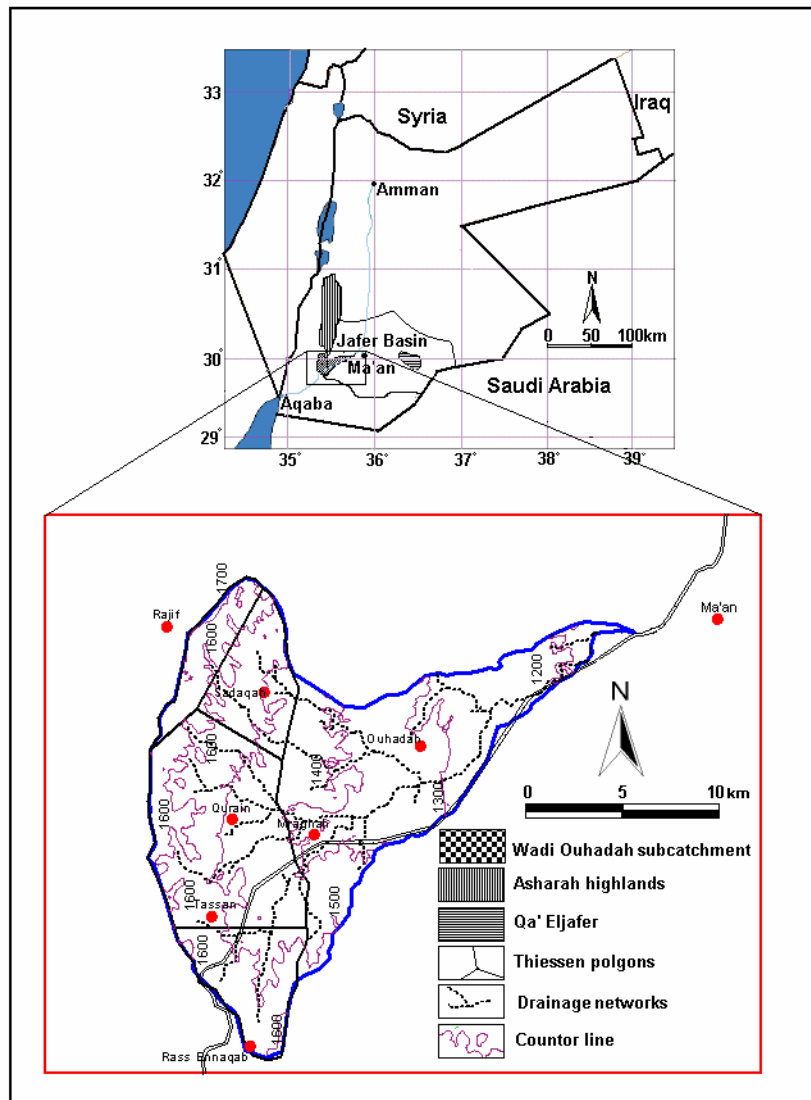 33
Syria
Iraq
32
Amman
31
N
0 50 100km
Jafer Basin
30
Ma'an
Saudi Arabia
Aqaba
29
35 36 37 38 39
1700
Rajif
Ma'an
1600
1200
N
Ouhadah
1600
1400
1300
0 5 10 km
1600
Qurain
Mraghah
Wadi Ouhadah subcatchment
Asharah highlands
1600
Tassan
1500
Qa' Eljafer
1600
Thiessen polgons
Drainage networks
1600
Rass Ennaqab
Countor line